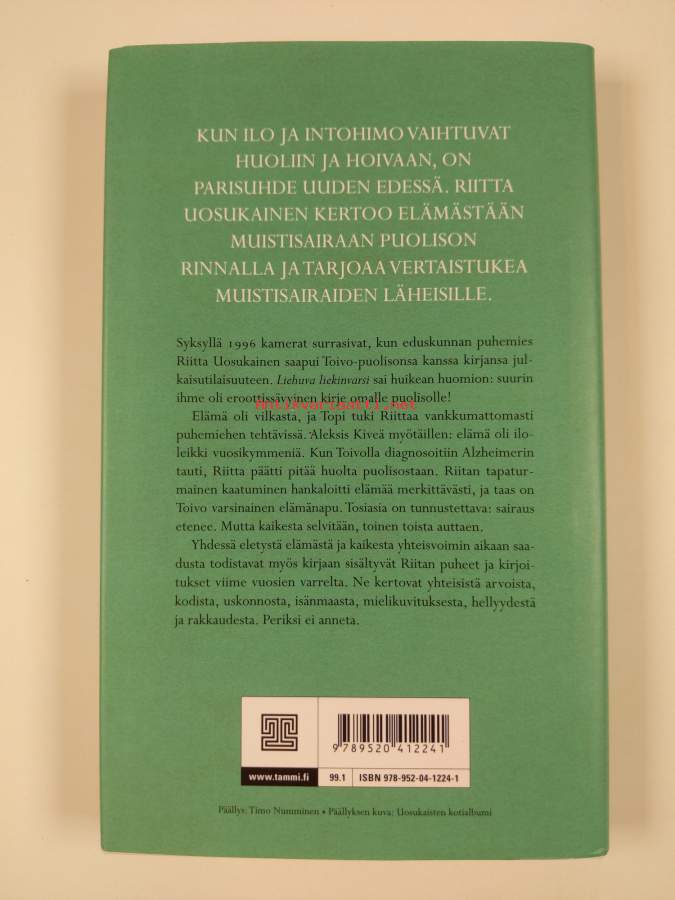 KUN ILO JA INTOHIMO VAIHTUVAT
HUOLIIN JA HOIVAAN, ON
PARISUHDE UUDEN EDESSÄ. RIITTA
UOSUKAINEN KERTOO ELÄMÄSTÄÄN
MUISTISAIRAAN PUOLISON
RINNALLA JA TARJOAA VERTAISTUKEA
MUISTISAIRAIDEN LÄHEISILLE.
Syksyllä 1996 kamerat surrasivat, kun eduskunnan puhemies
Riitta Uosukainen saapui Toivo-puolisonsa kanssa kirjansa jul-
kaisutilaisuuteen. Liehuva liekinvarsi sai huikean huomion: suurin
ihme oli eroottissävyinen kirje omalle puolisolle!
Antikvariaatti.net
Elämä oli vilkasta, ja Topi tuki Riittaa vankkumattomasti
puhemiehen tehtävissä. Aleksis Kiveä myötäillen: elämä oli ilo-
leikki vuosikymmeniä. Kun Toivolla diagnosoitiin Alzheimerin
tauti, Riitta päätti pitää huolta puolisostaan. Riitan tapatur-
mainen kaatuminen hankaloitti elämää merkittävästi, ja taas on
Toivo varsinainen elämänapu. Tosiasia on tunnustettava: sairaus
etenee. Mutta kaikesta selvitään, toinen toista auttaen.
Yhdessä eletystä elämästä ja kaikesta yhteisvoimin aikaan saa-
dusta todistavat myös kirjaan sisältyvät Riitan puheet ja kirjoi-
tukset viime vuosien varrelta. Ne kertovat yhteisistä arvoista,
kodista, uskonnosta, isänmaasta, mielikuvituksesta, hellyydestä
ja rakkaudesta. Periksi ei anneta.
9 789520 412241
www.tammi.fi
99.1
ISBN 978-952-04-1224-1
Päällys: Timo Numminen • Päällyksen kuva: Uosukaisten kotialbumi